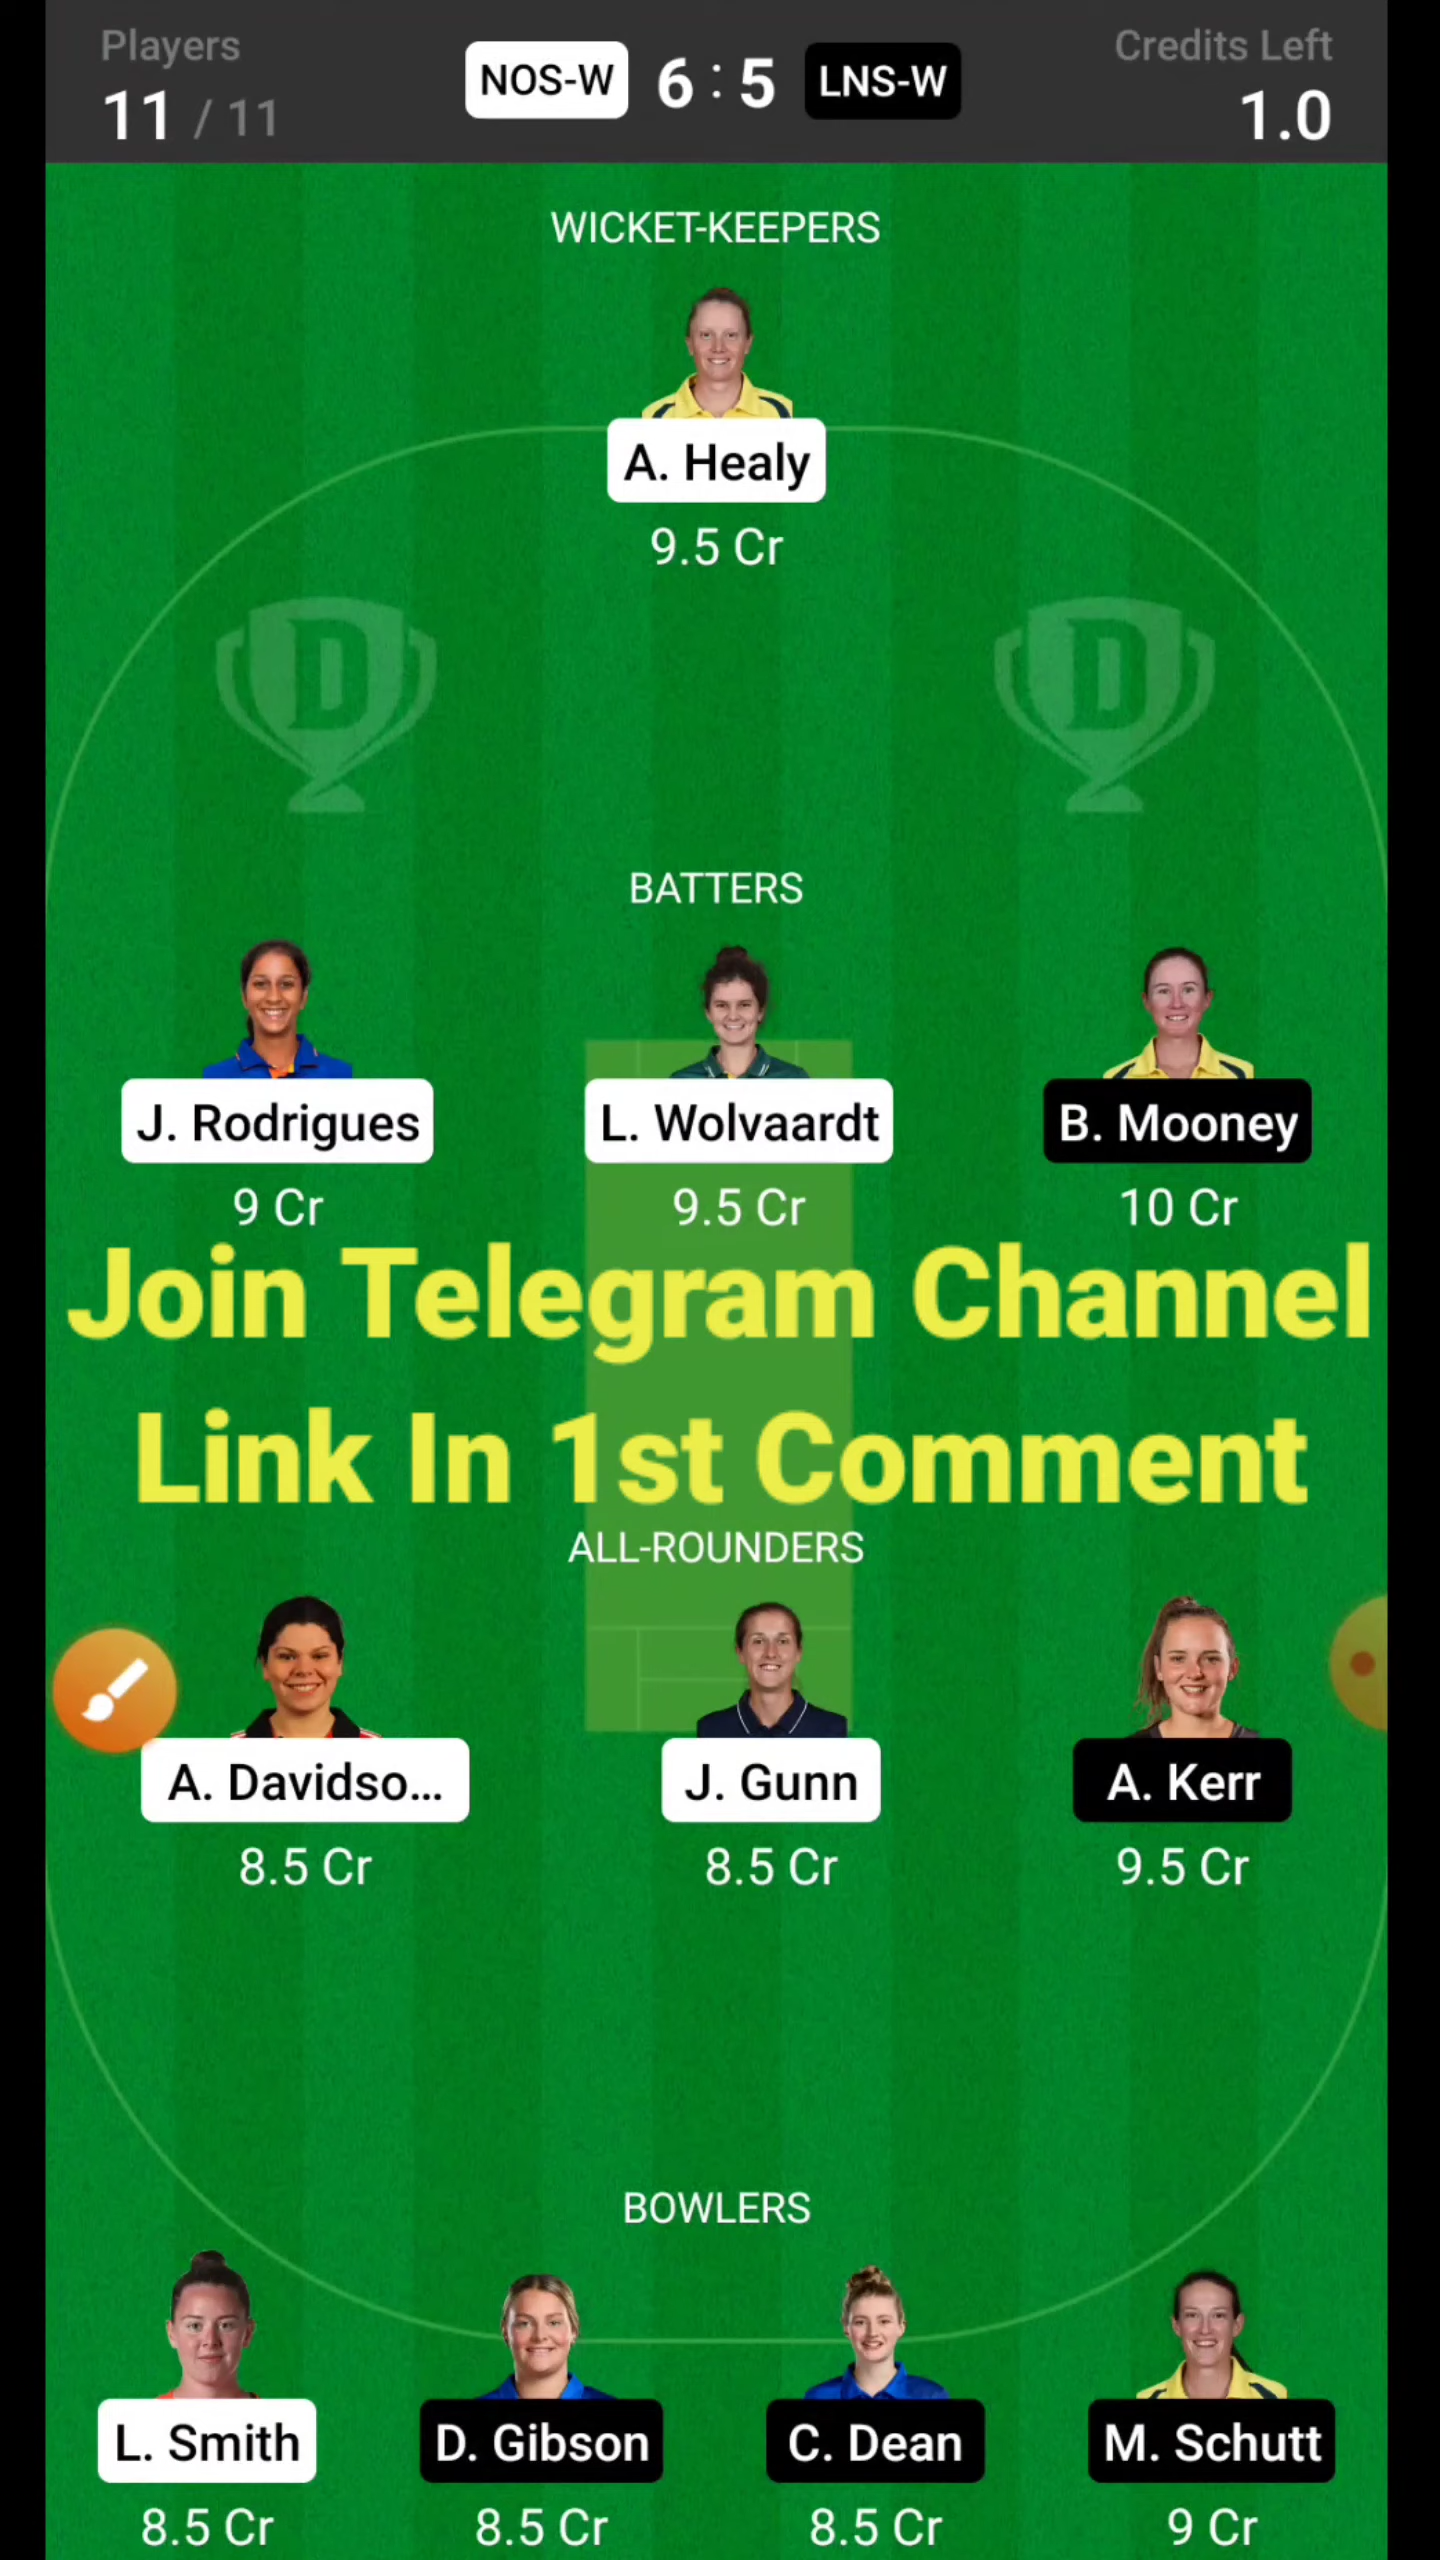 Players
NOS-W 6 : 5 LNS-W
Credits Left
11 / 11
1.0
WICKET-KEEPERS
A. Healy
9.5 Cr
D D
BATTERS
J. Rodrigues L. Wolvaardt B. Mooney
9 Cr 9.5 Cr 10 Cr
Join Telegram Channel
Link In 1st Comment
ALL-ROUNDERS
A. Davidso... J. Gunn A. Kerr
8.5 Cr 8.5 Cr 9.5 Cr
BOWLERS
L. Smith D. Gibson C. Dean M. Schutt
8.5 Cr 8.5 Cr 8.5 Cr 9 Cr